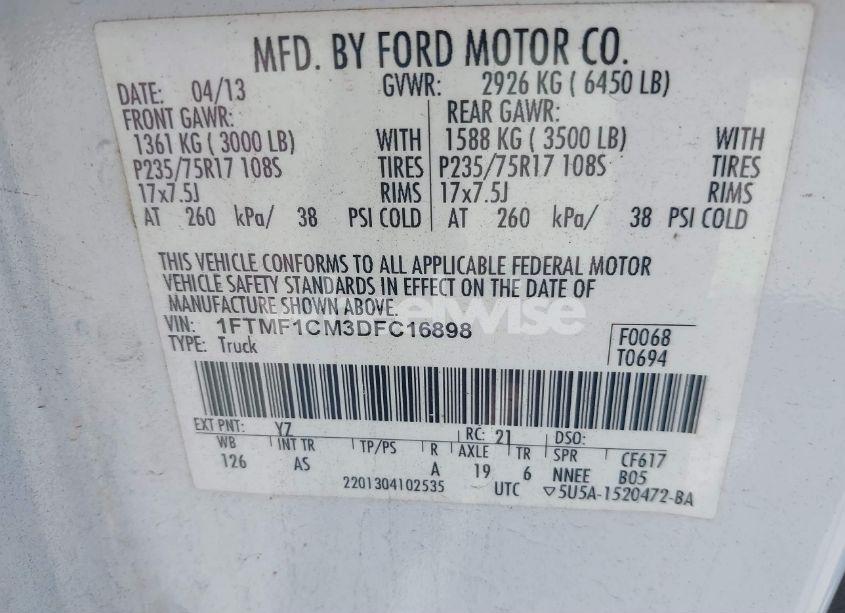 MFD. BY FORD MOTOR CO.
DATE: 04/13 GVWR: 2926 KG ( 6450 LB)
FRONT GAWR: REAR GAWR:
1361 KG ( 3000 LB) WITH 1588 KG ( 3500 LB) WITH
P235/75R17 108S TIRES P235/75R17 108S TIRES
17x7.5J RIMS 17x7.5J RIMS
AT 260 kPa/ 38 PSI COLD AT 260 kPa/ 38 PSI COLD
THIS VEHICLE CONFORMS TO ALL APPLICABLE FEDERAL MOTOR
VEHICLE SAFETY STANDARDS IN EFFECT ON THE DATE OF
MANUFACTURE SHOWN ABOVE.
VIN: 1FTMF1CM3DFC16898 F0068
TYPE: Truck T0694
EXT PNT: YZ RC: 21 DSO:
WB INT TR TP/PS R AXLE TR SPR CF617
126 AS A 19 6 NNEE B05
2201304102535 UTC ▽5U5A-1520472-BA